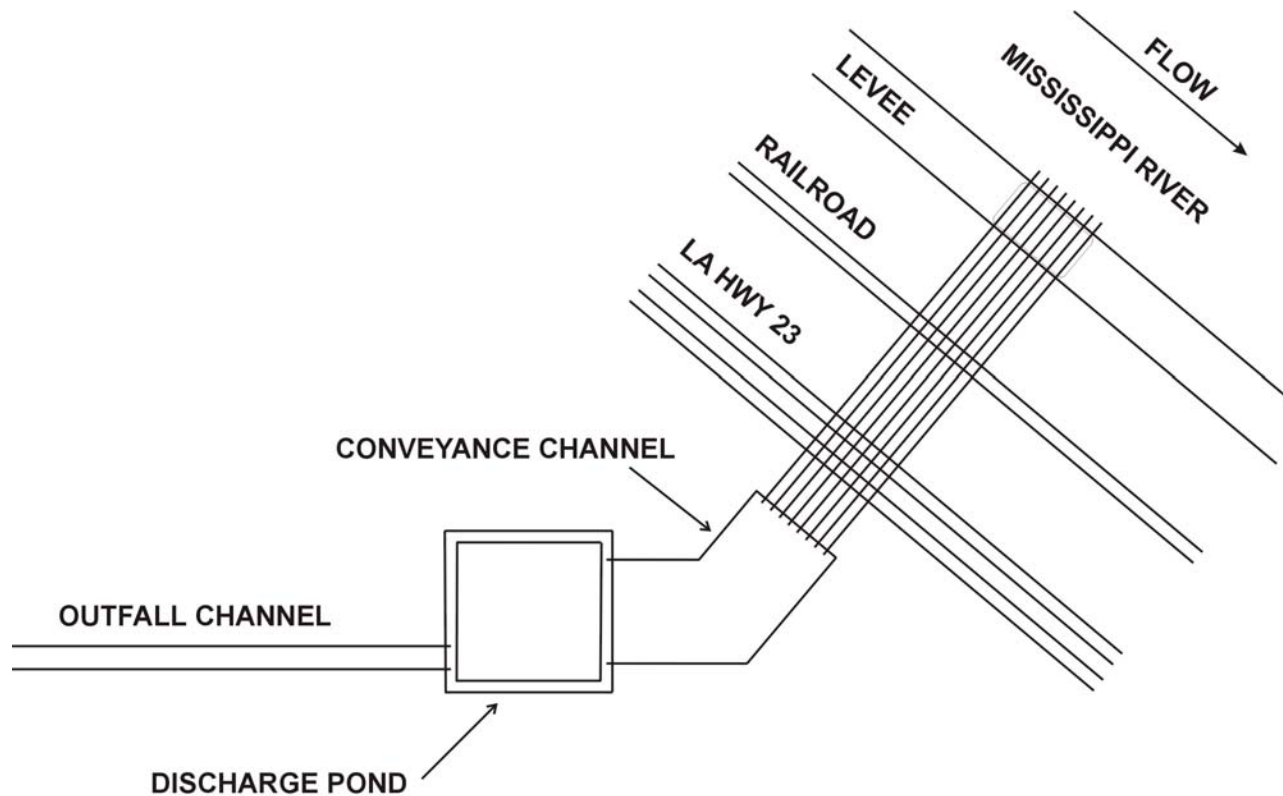 FLOW
MISSISSIPPI RIVER
LEVEE
RAILROAD
LA HWY 23
CONVEYANCE CHANNEL
OUTFALL CHANNEL
DISCHARGE POND